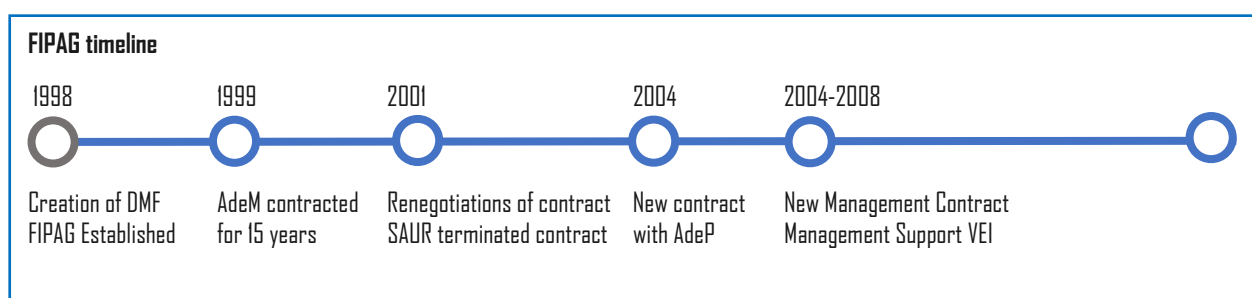 FIPAG timeline
1998
1999
2001
2004
2004-2008
Creation of DMF
FIPAG Established
AdeM contracted
for 15 years
Renegotiations of contract
SAUR terminated contract
New contract
with AdeP
New Management Contract
Management Support VEI